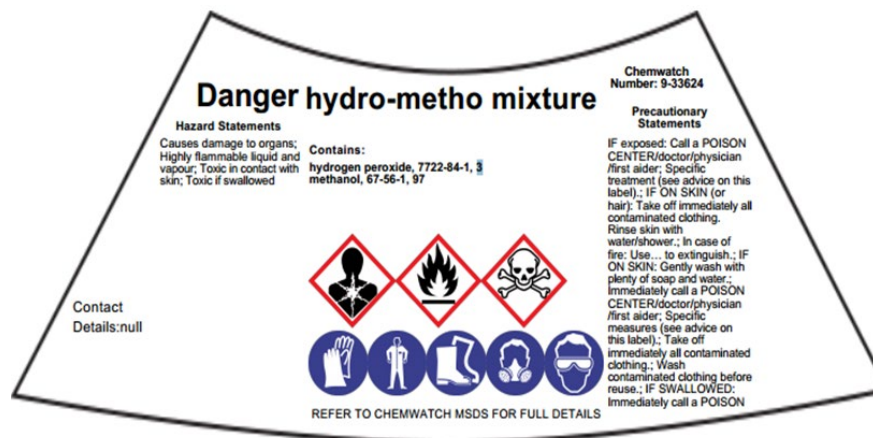 Danger hydro-metho mixture
Hazard Statements
Causes damage to organs;
Highly flammable liquid and
vapour; Toxic in contact with
skin; Toxic if swallowed
Contains:
hydrogen peroxide, 7722-84-1, 3
methanol, 67-56-1, 97
Contact
Details:null
REFER TO CHEMWATCH MSDS FOR FULL DETAILS
Chemwatch
Number: 9-33624
Precautionary
Statements
IF exposed: Call a POISON
CENTER/doctor/physician
/first aider; Specific
treatment (see advice on this
label).; IF ON SKIN (or
hair): Take off immediately all
contaminated clothing.
Rinse skin with
water/shower.; In case of
fire: Use… to extinguish.; IF
ON SKIN: Gently wash with
plenty of soap and water.;
Immediately call a POISON
CENTER/doctor/physician
/first aider; Specific
measures (see advice on
this label).; Take off
immediately all contaminated
clothing.; Wash
contaminated clothing before
reuse.; IF SWALLOWED:
Immediately call a POISON